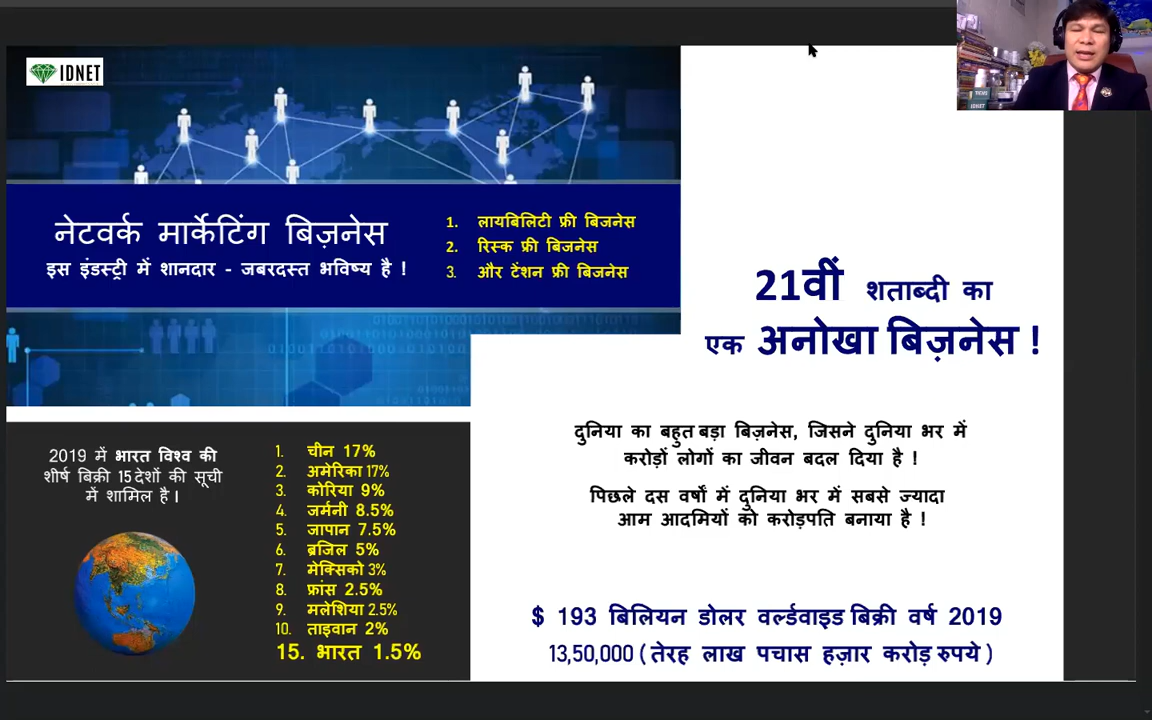 IDNET
नेटवर्क मार्केटिंग बिज़नेस
इस इंडस्ट्री में शानदार - जबरदस्त भविष्य है !
1. लायबिलिटी फ्री बिजनेस
2. रिस्क फ्री बिजनेस
3. और टेंशन फ्री बिजनेस
21वीं शताब्दी का
एक अनोखा बिज़नेस !
दुनिया का बहुत बड़ा बिज़नेस, जिसने दुनिया भर में
करोड़ों लोगों का जीवन बदल दिया है !
पिछले दस वर्षों में दुनिया भर में सबसे ज्यादा
आम आदमियों को करोड़पति बनाया है !
$ 193 बिलियन डोलर वर्ल्डवाइड बिक्री वर्ष 2019
13,50,000 ( तेरह लाख पचास हज़ार करोड़ रुपये )
2019 में भारत विश्व की
शीर्ष बिक्री 15 देशों की सूची
में शामिल है ।
1. चीन 17%
2. अमेरिका 17%
3. कोरिया 9%
4. जर्मनी 8.5%
5. जापान 7.5%
6. ब्रजिल 5%
7. मेक्सिको 3%
8. फ्रांस 2.5%
9. मलेशिया 2.5%
10. ताइवान 2%
15. भारत 1.5%